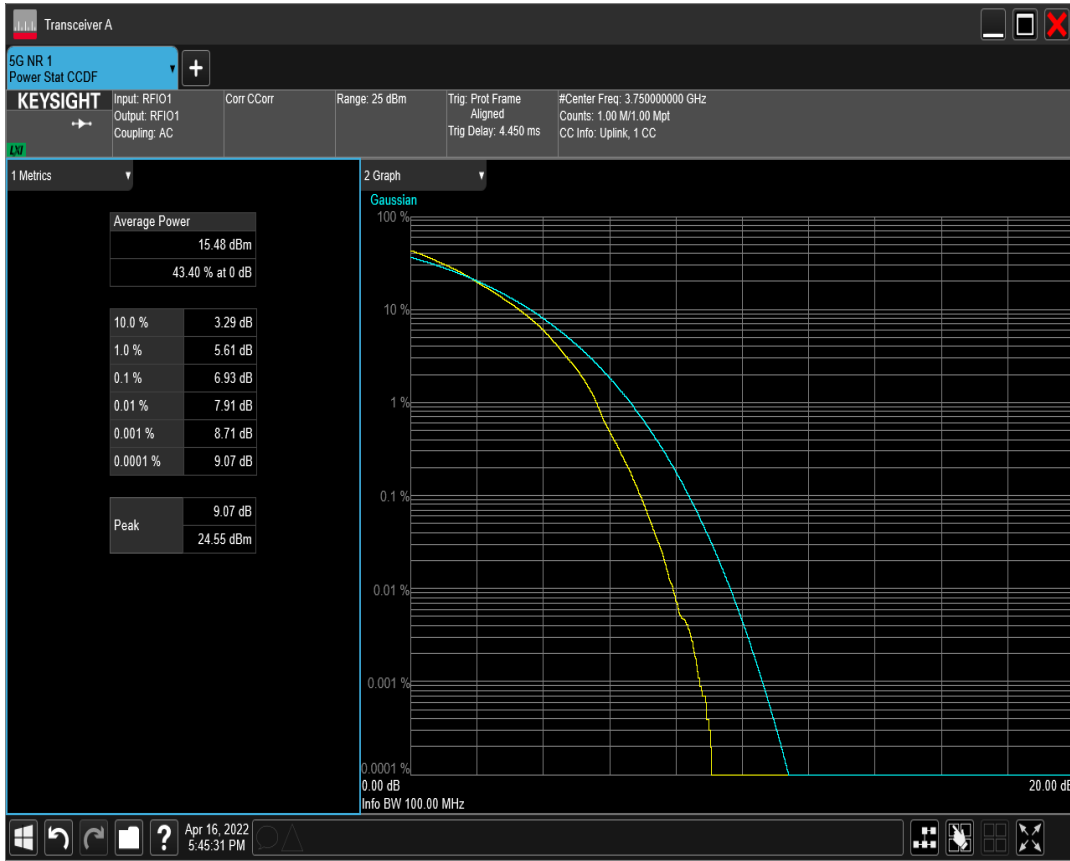 Transceiver A
5G NR 1
Power Stat CCDF
+
KEYSIGHT
LXI
Input: RFIO1
Output: RFIO1
Coupling: AC
Corr CCorr
Range: 25 dBm
Trig: Prot Frame
Aligned
Trig Delay: 4.450 ms
#Center Freq: 3.750000000 GHz
Counts: 1.00 M/1.00 Mpt
CC Info: Uplink, 1 CC
1 Metrics
Average Power
15.48 dBm
43.40 % at 0 dB
10.0 % 3.29 dB
1.0 % 5.61 dB
0.1 % 6.93 dB
0.01 % 7.91 dB
0.001 % 8.71 dB
0.0001 % 9.07 dB
Peak 9.07 dB
24.55 dBm
2 Graph
Gaussian
100 %
10 %
1 %
0.1 %
0.01 %
0.001 %
0.0001 %
0.00 dB 20.00 dB
Info BW 100.00 MHz
? Apr 16, 2022
5:45:31 PM